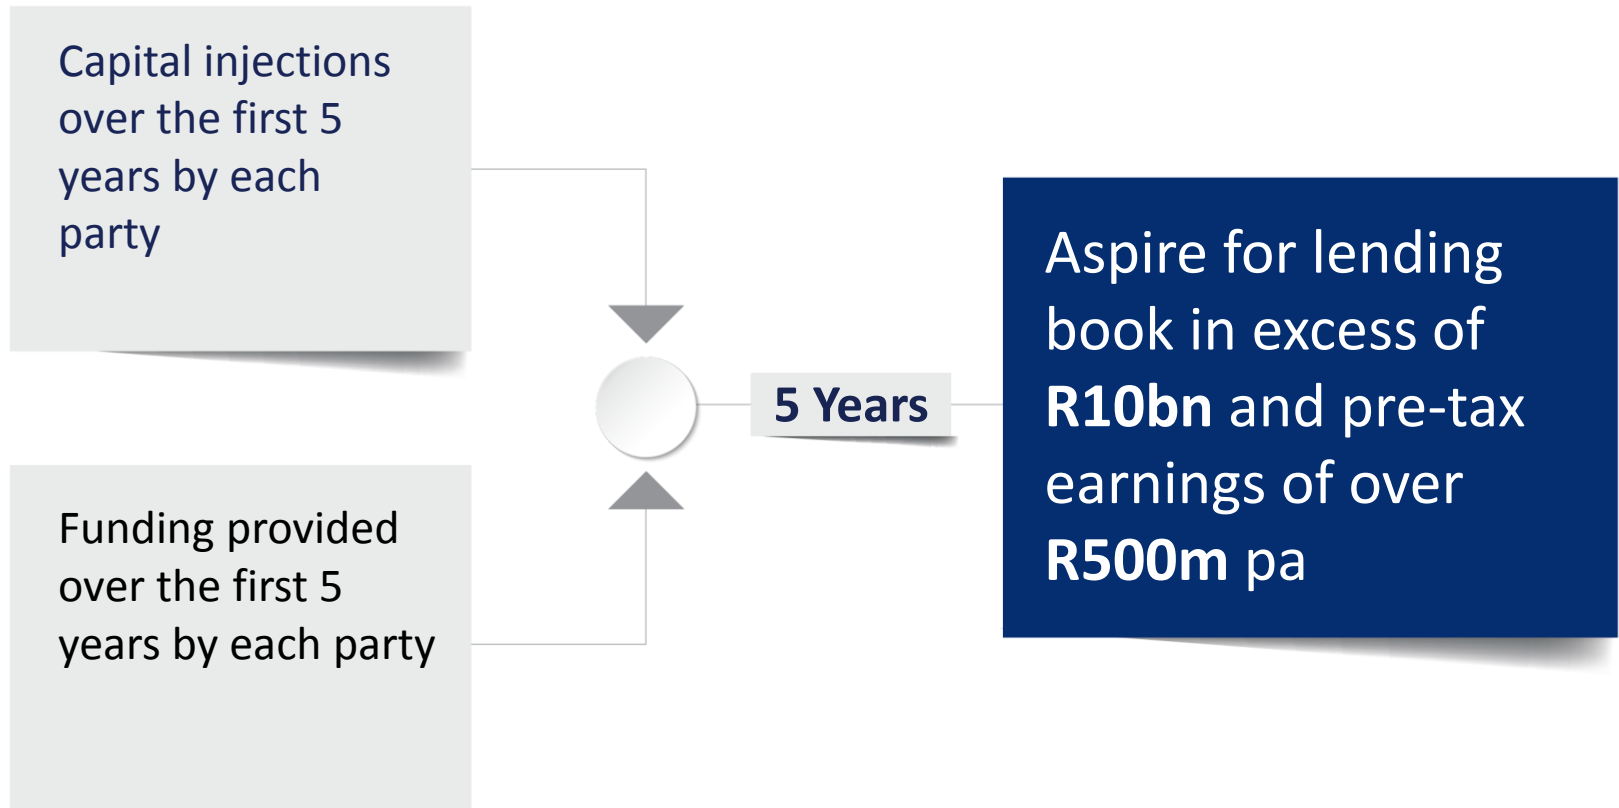 Capital injections
over the first 5
years by each
party
Funding provided
over the first 5
years by each party
5 Years
Aspire for lending
book in excess of
R10bn and pre-tax
earnings of over
R500m pa